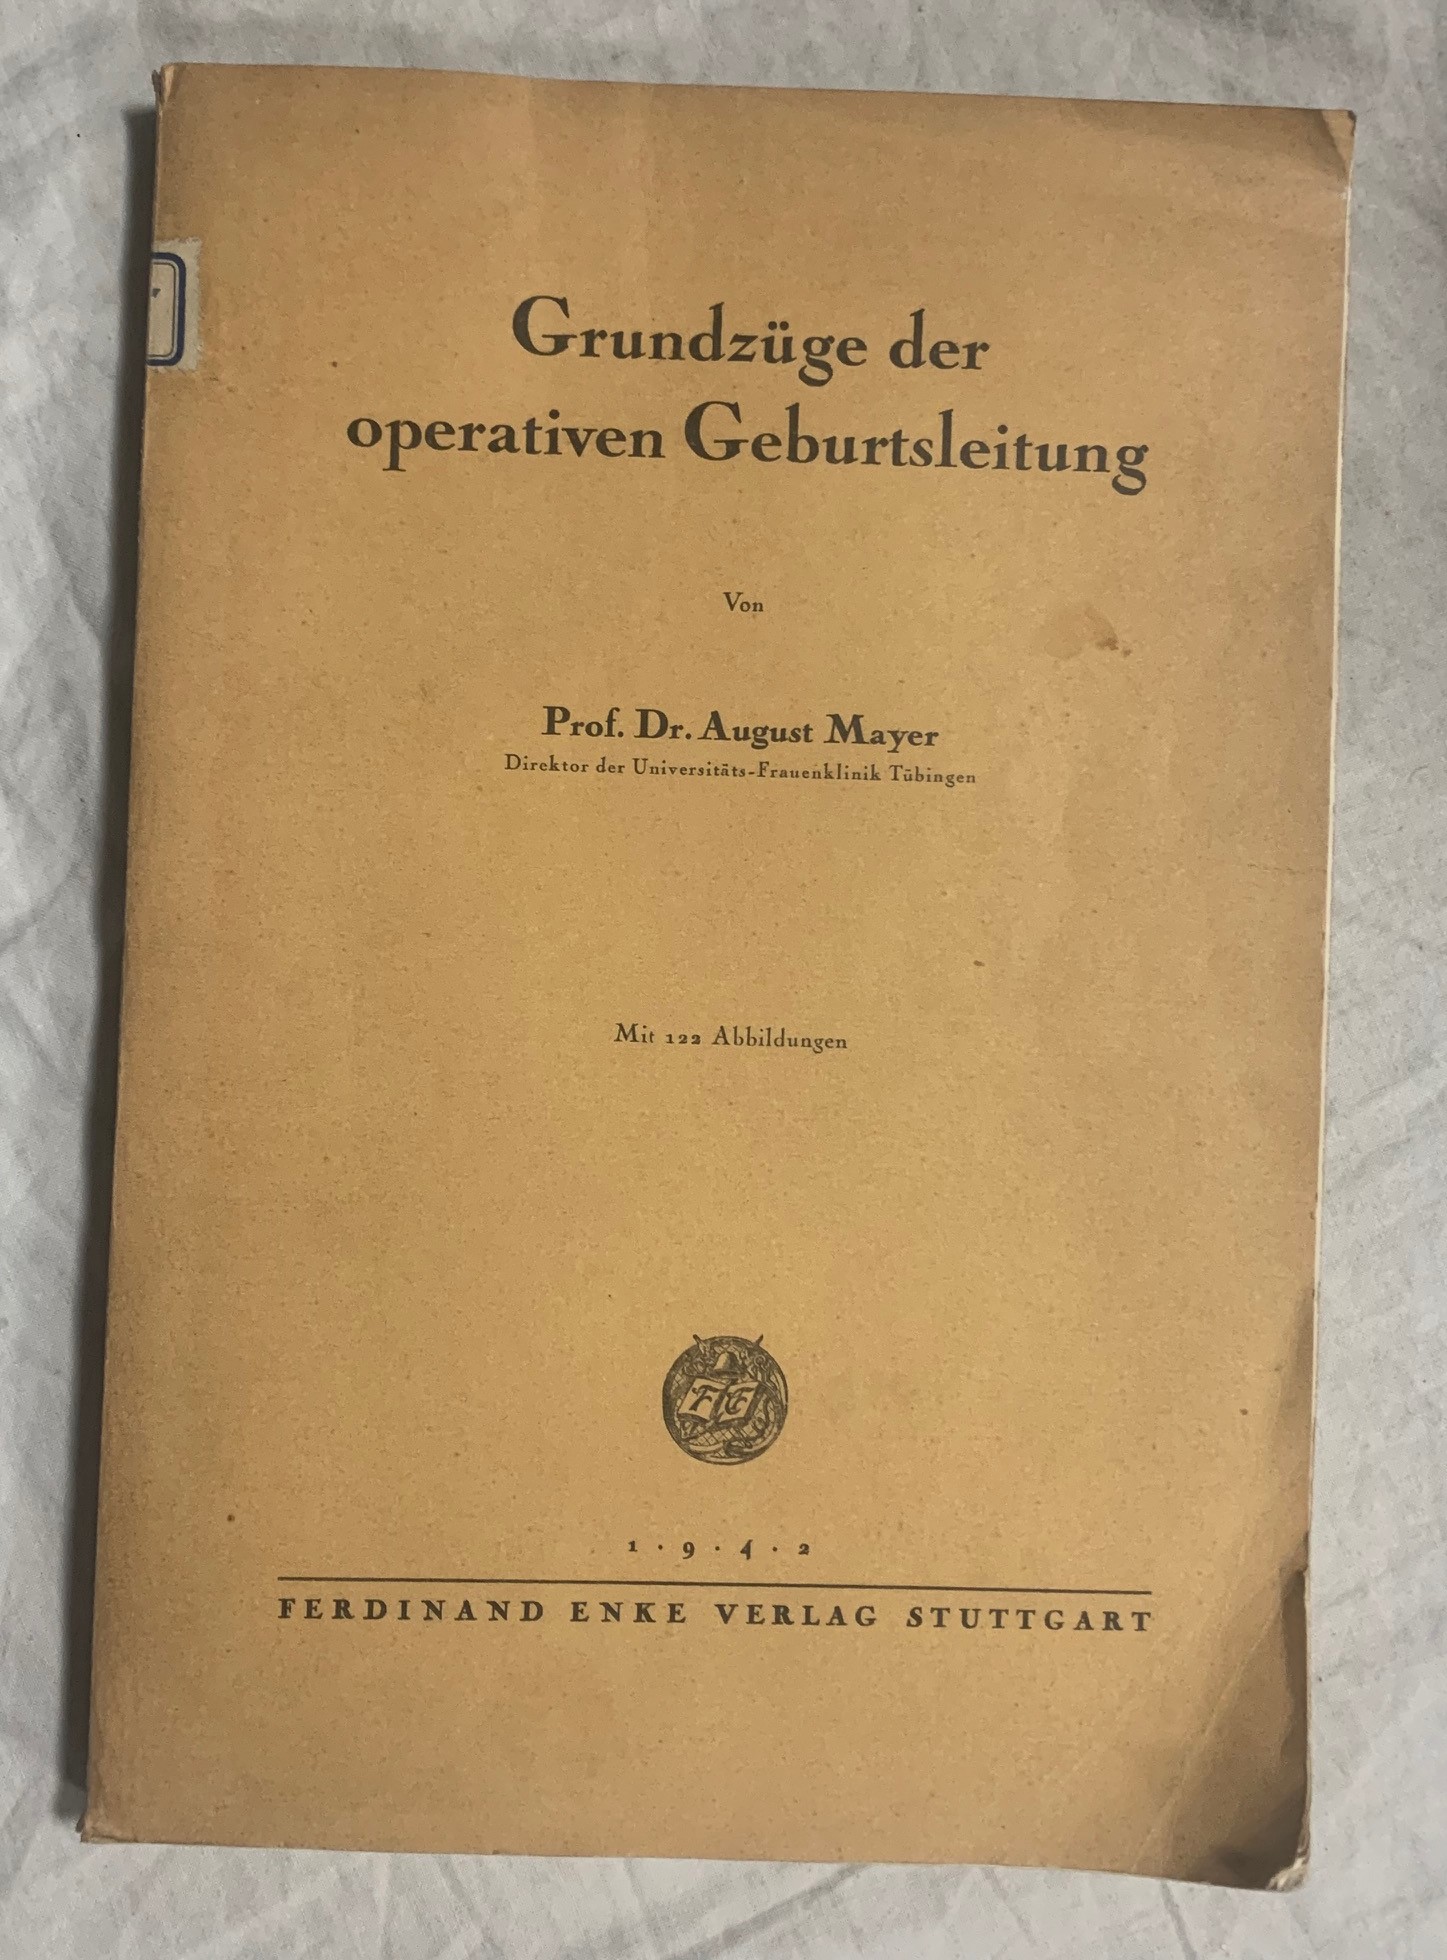 Grundzüge der
operativen Geburtsleitung
Von
Prof. Dr. August Mayer
Direktor der Universitäts-Frauenklinik Tübingen
Mit 122 Abbildungen
F E
1 · 9 · 4 · 2
FERDINAND ENKE VERLAG STUTTGART